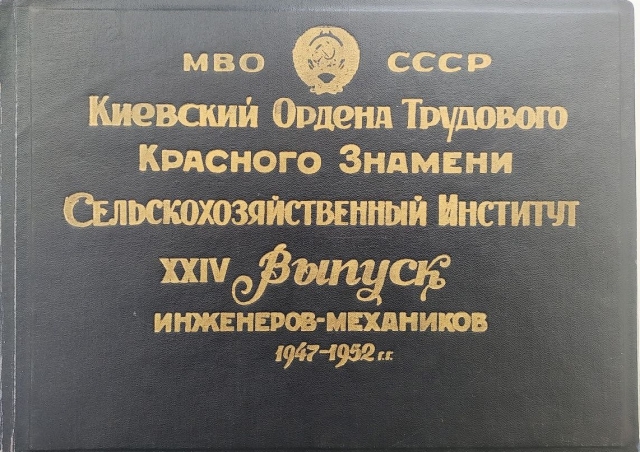 МВО СССР
Киевский Ордена Трудового
Красного Знамени
Сельскохозяйственный Институт
XXIV Выпуск
инженеров-механиков
1947-1952 г.г.